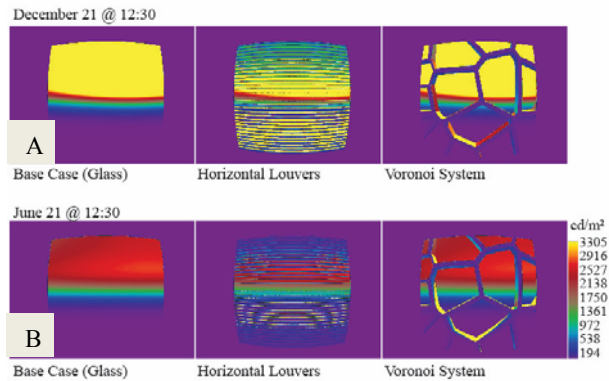 December 21 @ 12:30
A
Base Case (Glass) Horizontal Louvers Voronoi System
June 21 @ 12:30
cd/m²
3305
2916
2527
2138
1750
1361
972
538
194
B
Base Case (Glass) Horizontal Louvers Voronoi System